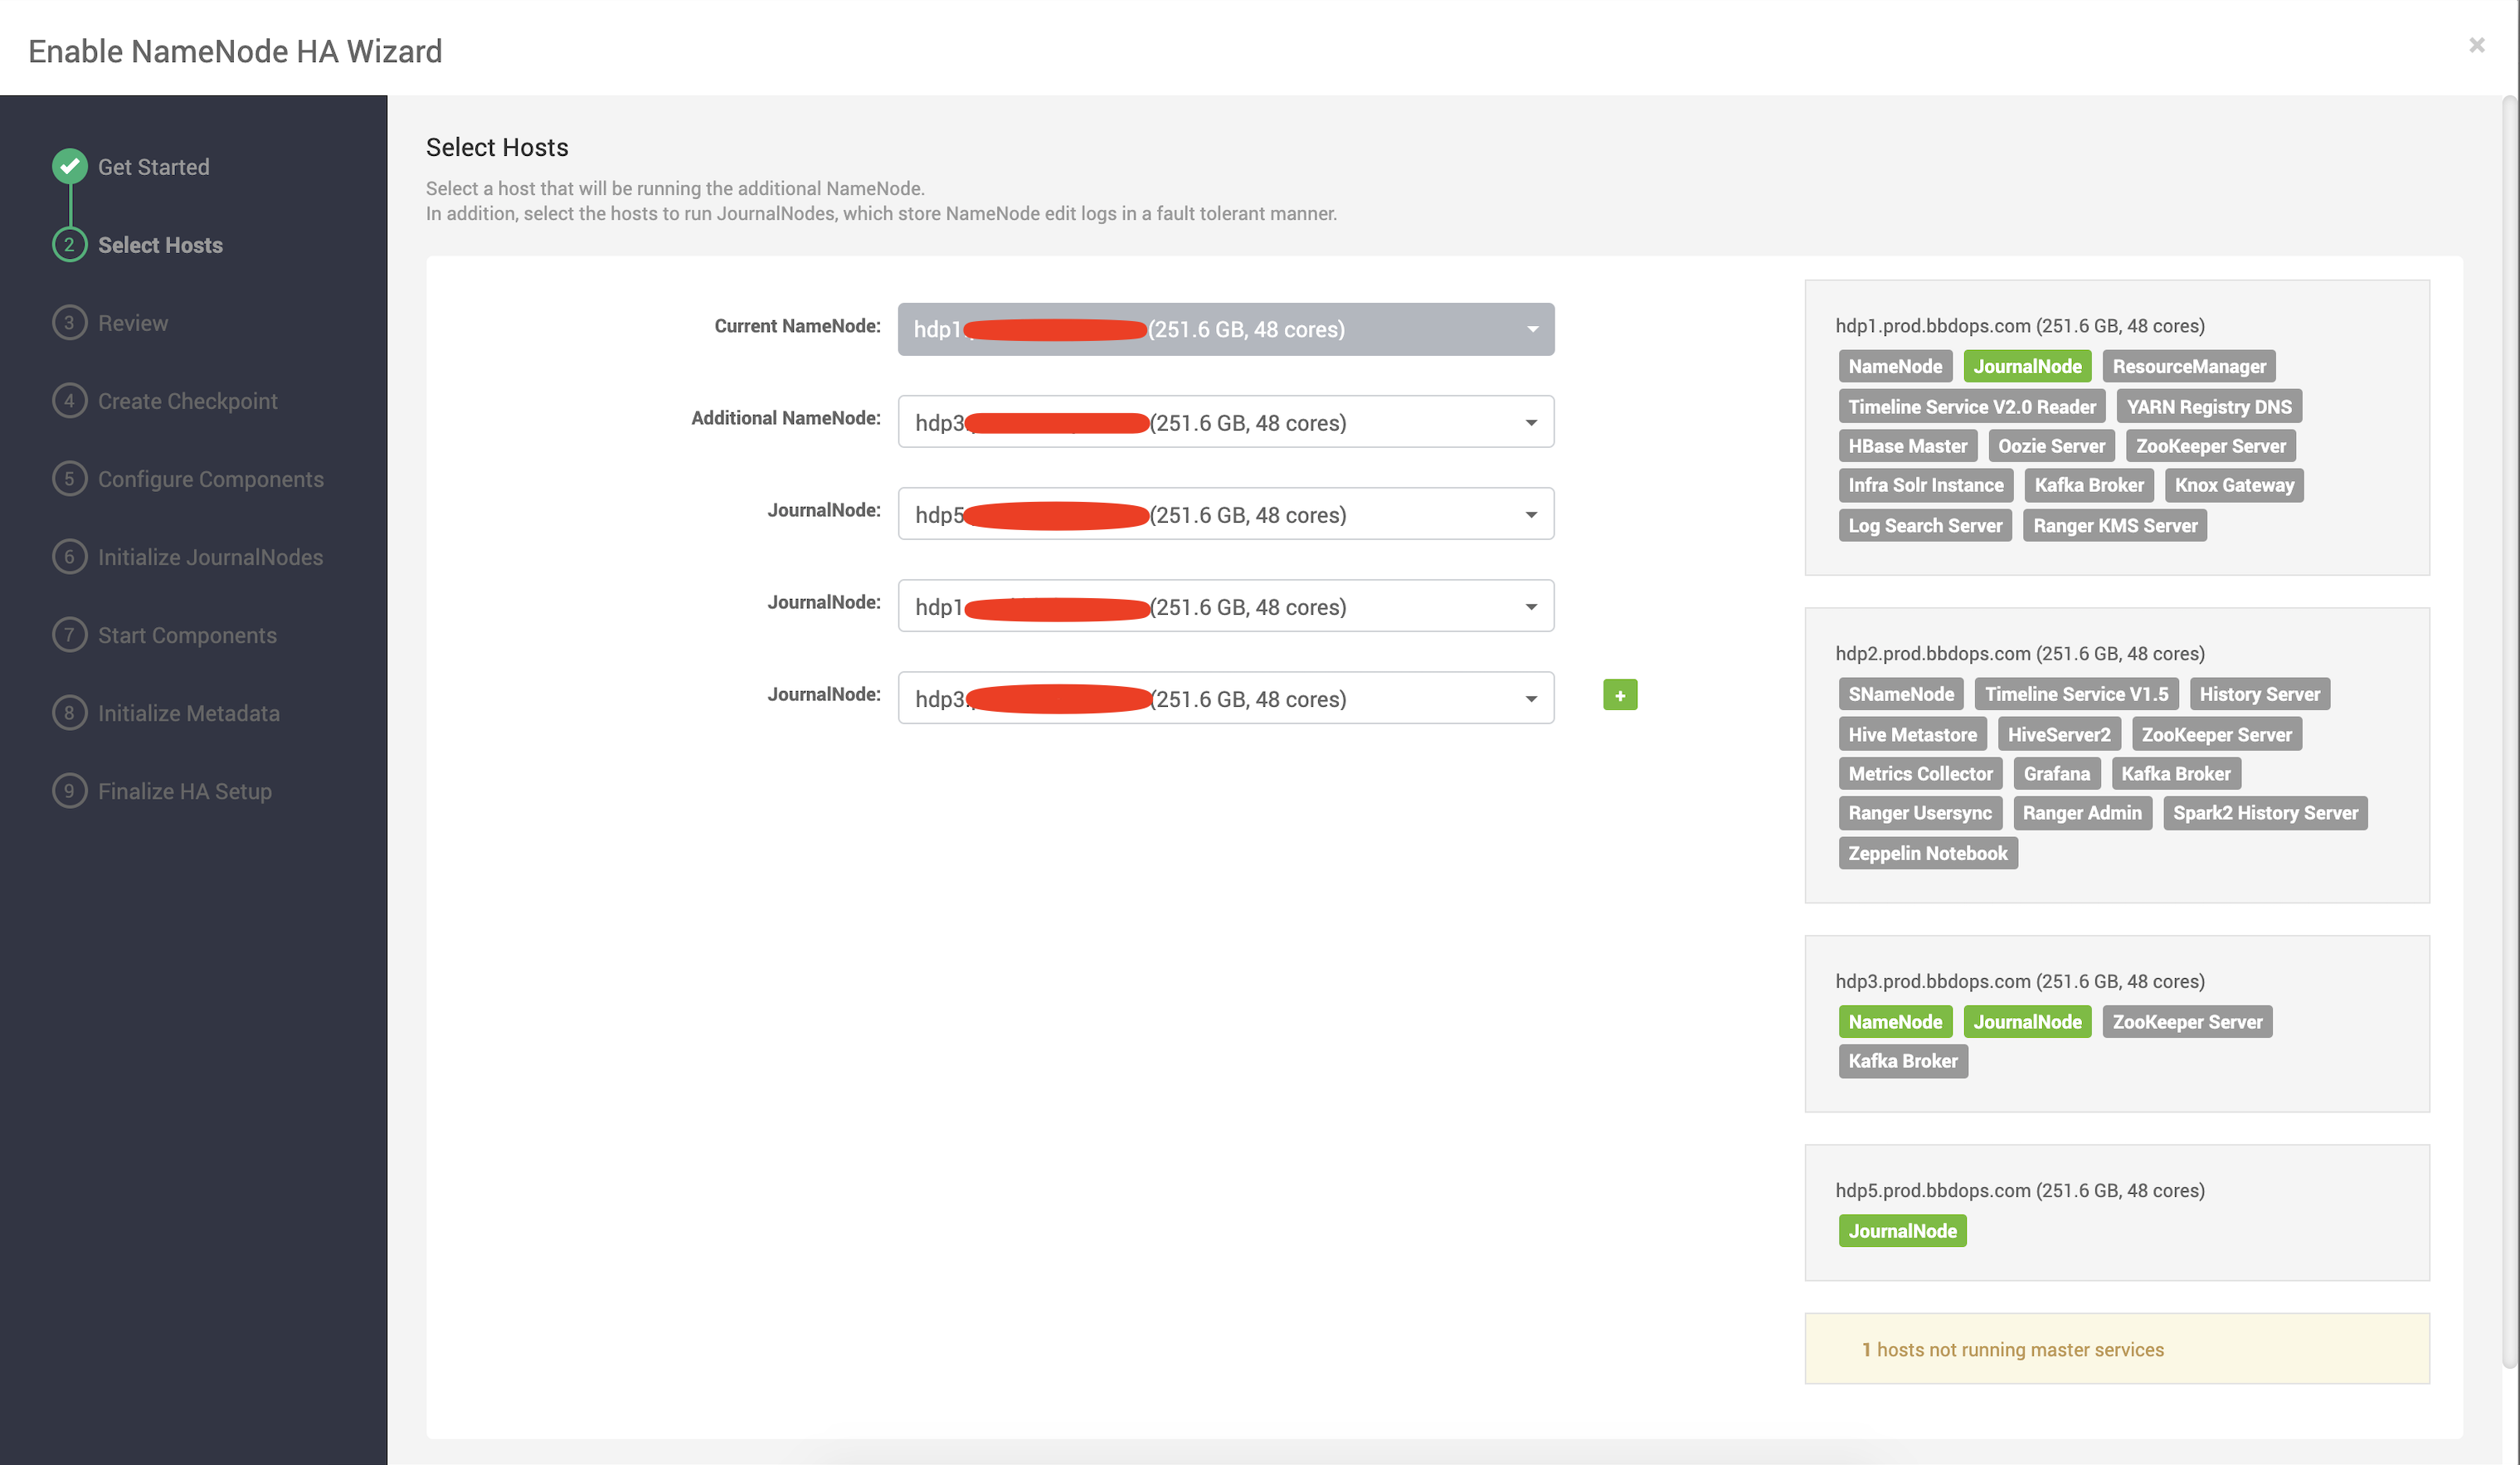 Enable NameNode HA Wizard
×
Get Started
2 Select Hosts
3 Review
4 Create Checkpoint
5 Configure Components
6 Initialize JournalNodes
7 Start Components
8 Initialize Metadata
9 Finalize HA Setup
Select Hosts
Select a host that will be running the additional NameNode.
In addition, select the hosts to run JournalNodes, which store NameNode edit logs in a fault tolerant manner.
Current NameNode: hdp1 (251.6 GB, 48 cores)
Additional NameNode: hdp3 (251.6 GB, 48 cores)
JournalNode: hdp5 (251.6 GB, 48 cores)
JournalNode: hdp1 (251.6 GB, 48 cores)
JournalNode: hdp3. (251.6 GB, 48 cores) +
hdp1.prod.bbdops.com (251.6 GB, 48 cores)
NameNode JournalNode ResourceManager
Timeline Service V2.0 Reader YARN Registry DNS
HBase Master Oozie Server ZooKeeper Server
Infra Solr Instance Kafka Broker Knox Gateway
Log Search Server Ranger KMS Server
hdp2.prod.bbdops.com (251.6 GB, 48 cores)
SNameNode Timeline Service V1.5 History Server
Hive Metastore HiveServer2 ZooKeeper Server
Metrics Collector Grafana Kafka Broker
Ranger Usersync Ranger Admin Spark2 History Server
Zeppelin Notebook
hdp3.prod.bbdops.com (251.6 GB, 48 cores)
NameNode JournalNode ZooKeeper Server
Kafka Broker
hdp5.prod.bbdops.com (251.6 GB, 48 cores)
JournalNode
1 hosts not running master services